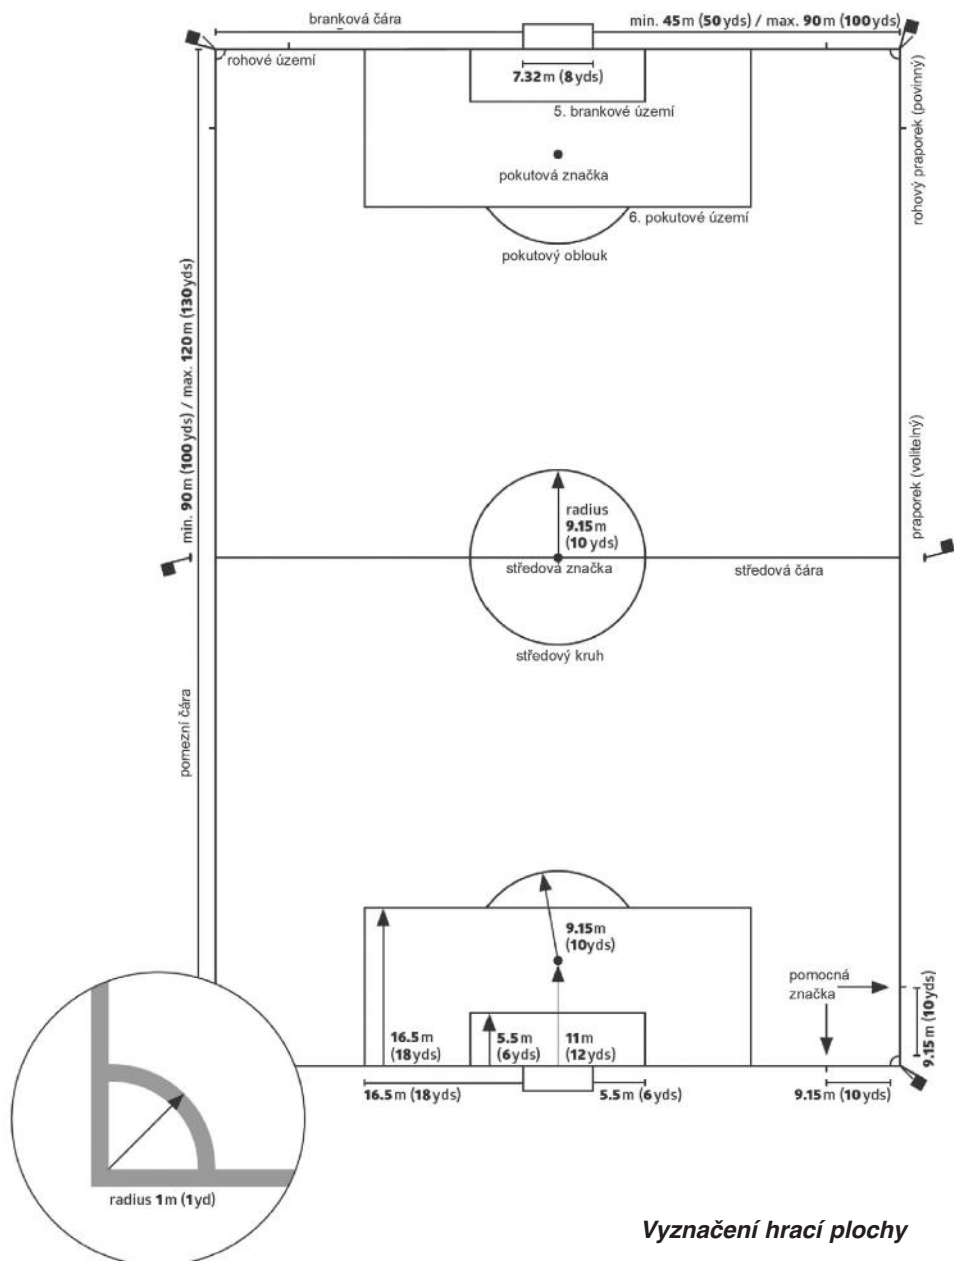 branková čára
min. 45 m (50 yds) / max. 90 m (100 yds)
rohové území
7.32 m (8 yds)
5. brankové území
pokutová značka
6. pokutové území
pokutový oblouk
rohový praporek (povinný)
min. 90 m (100 yds) / max. 120 m (130 yds)
praporek (volitelný)
radius
9.15 m
(10 yds)
středová značka
středová čára
středový kruh
pomezní čára
9.15 m
(10 yds)
pomocná
značka
9.15 m (10 yds)
16.5 m
(18 yds)
5.5 m
(6 yds)
11 m
(12 yds)
16.5 m (18 yds)
5.5 m (6 yds)
9.15 m (10 yds)
radius 1 m (1 yd)
Vyznačení hrací plochy